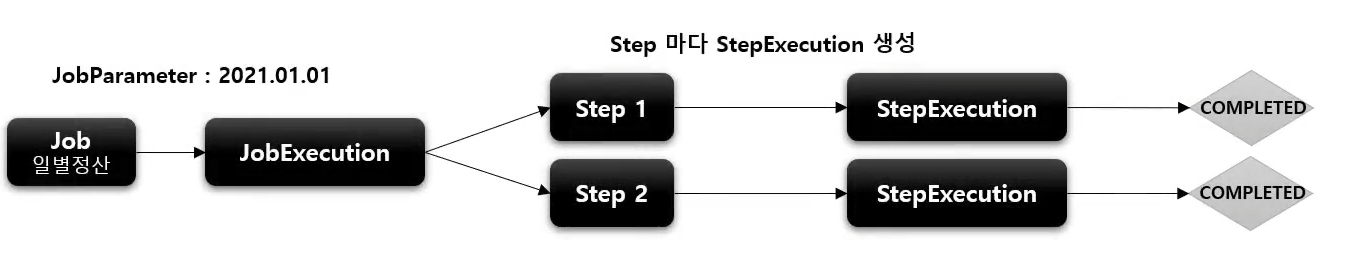 Step 마다 StepExecution 생성
JobParameter : 2021.01.01
Job
일별정산
JobExecution
Step 1
StepExecution
COMPLETED
Step 2
StepExecution
COMPLETED